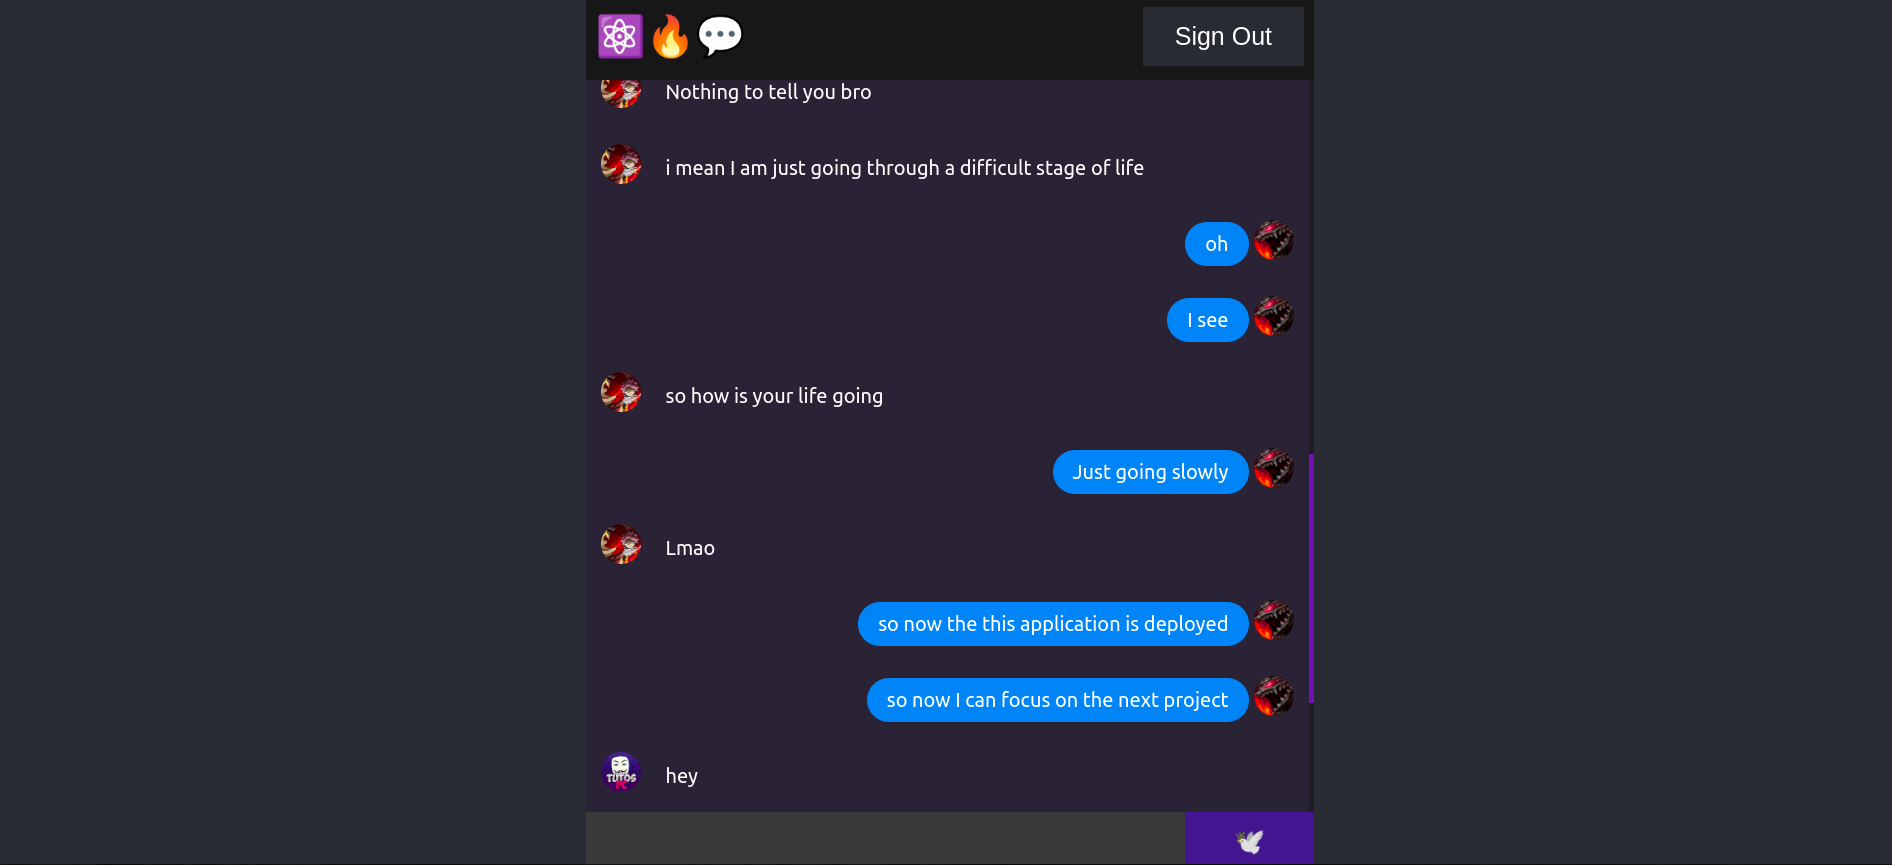 Sign Out
Nothing to tell you bro
i mean I am just going through a difficult stage of life
oh
I see
so how is your life going
Just going slowly
Lmao
so now the this application is deployed
so now I can focus on the next project
TUTOS
PC
hey